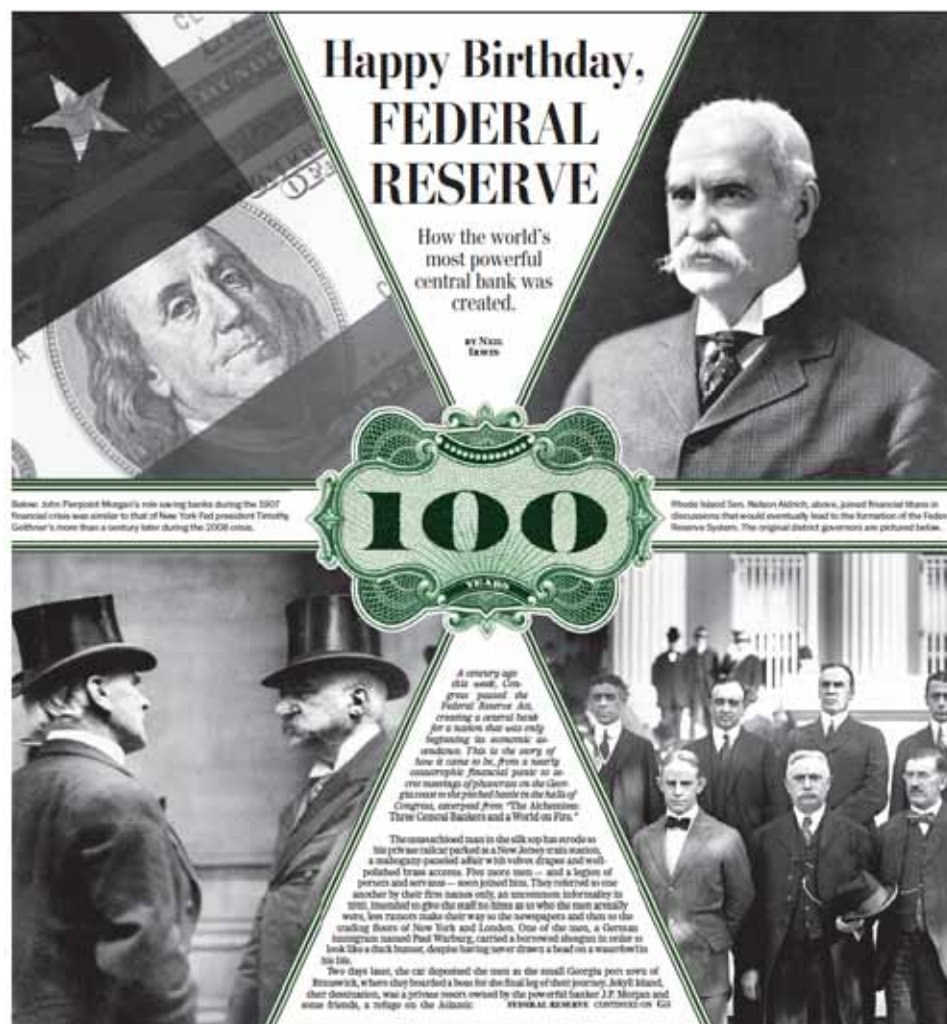 Happy Birthday,
FEDERAL
RESERVE
How the world's
most powerful
central bank was
created.
BY NEIL
IRWIN
Below: John Pierpoint Morgan's role saving banks during the 1907
financial crisis was similar to that of New York Fed president Timothy
Geithner's more than a century later during the 2008 crisis.
100
YEARS
Rhode Island Sen. Nelson Aldrich, above, joined financial titans in
discussions that would eventually lead to the formation of the Federal
Reserve System. The original district governors are pictured below.
A century ago
this week, Con-
gress passed the
Federal Reserve Act,
creating a central bank
for a nation that was only
beginning its economic as-
cendance. This is the story of
how it came to be, from a nearly
catastrophic financial panic to se-
cret meetings of plutocrats on the Geor-
gia coast to the pitched battle in the halls of
Congress, excerpted from "The Alchemists:
Three Central Bankers and a World on Fire."
The mustachioed man in the silk top hat strode to
his private railcar parked at a New Jersey train station,
a mahogany-paneled affair with velvet drapes and well-
polished brass accents. Five more men — and a legion of
porters and servants — soon joined him. They referred to one
another by their first names only, an uncommon informality in
1910, intended to give the staff no hints as to who the men actually
were, lest rumors make their way to the newspapers and then to the
trading floors of New York and London. One of the men, a German
immigrant named Paul Warburg, carried a borrowed shotgun in order to
look like a duck hunter, despite having never drawn a bead on a waterfowl in
his life.
Two days later, the car deposited the men at the small Georgia port town of
Brunswick, where they boarded a boat for the final leg of their journey. Jekyll Island,
their destination, was a private resort owned by the powerful banker J.P. Morgan and
some friends, a refuge on the Atlantic
FEDERAL RESERVE CONTINUED ON G3